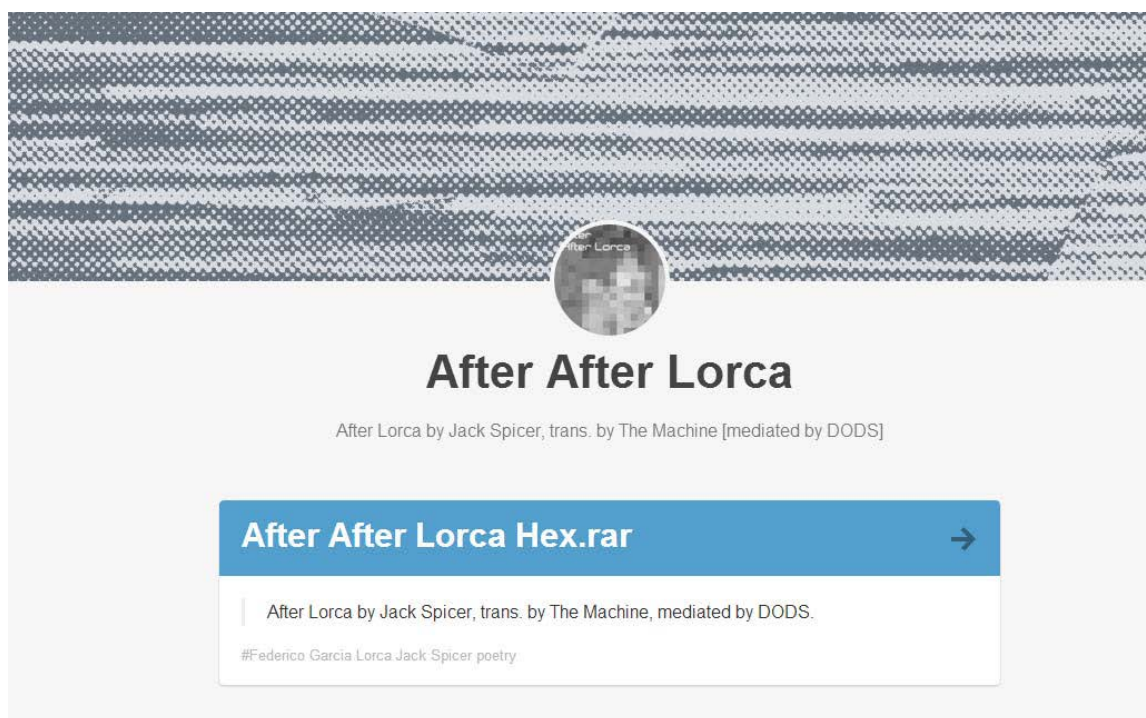 After Lorca
After After Lorca
After Lorca by Jack Spicer, trans. by The Machine [mediated by DODS]
After After Lorca Hex.rar
After Lorca by Jack Spicer, trans. by The Machine, mediated by DODS.
#Federico Garcia Lorca Jack Spicer poetry